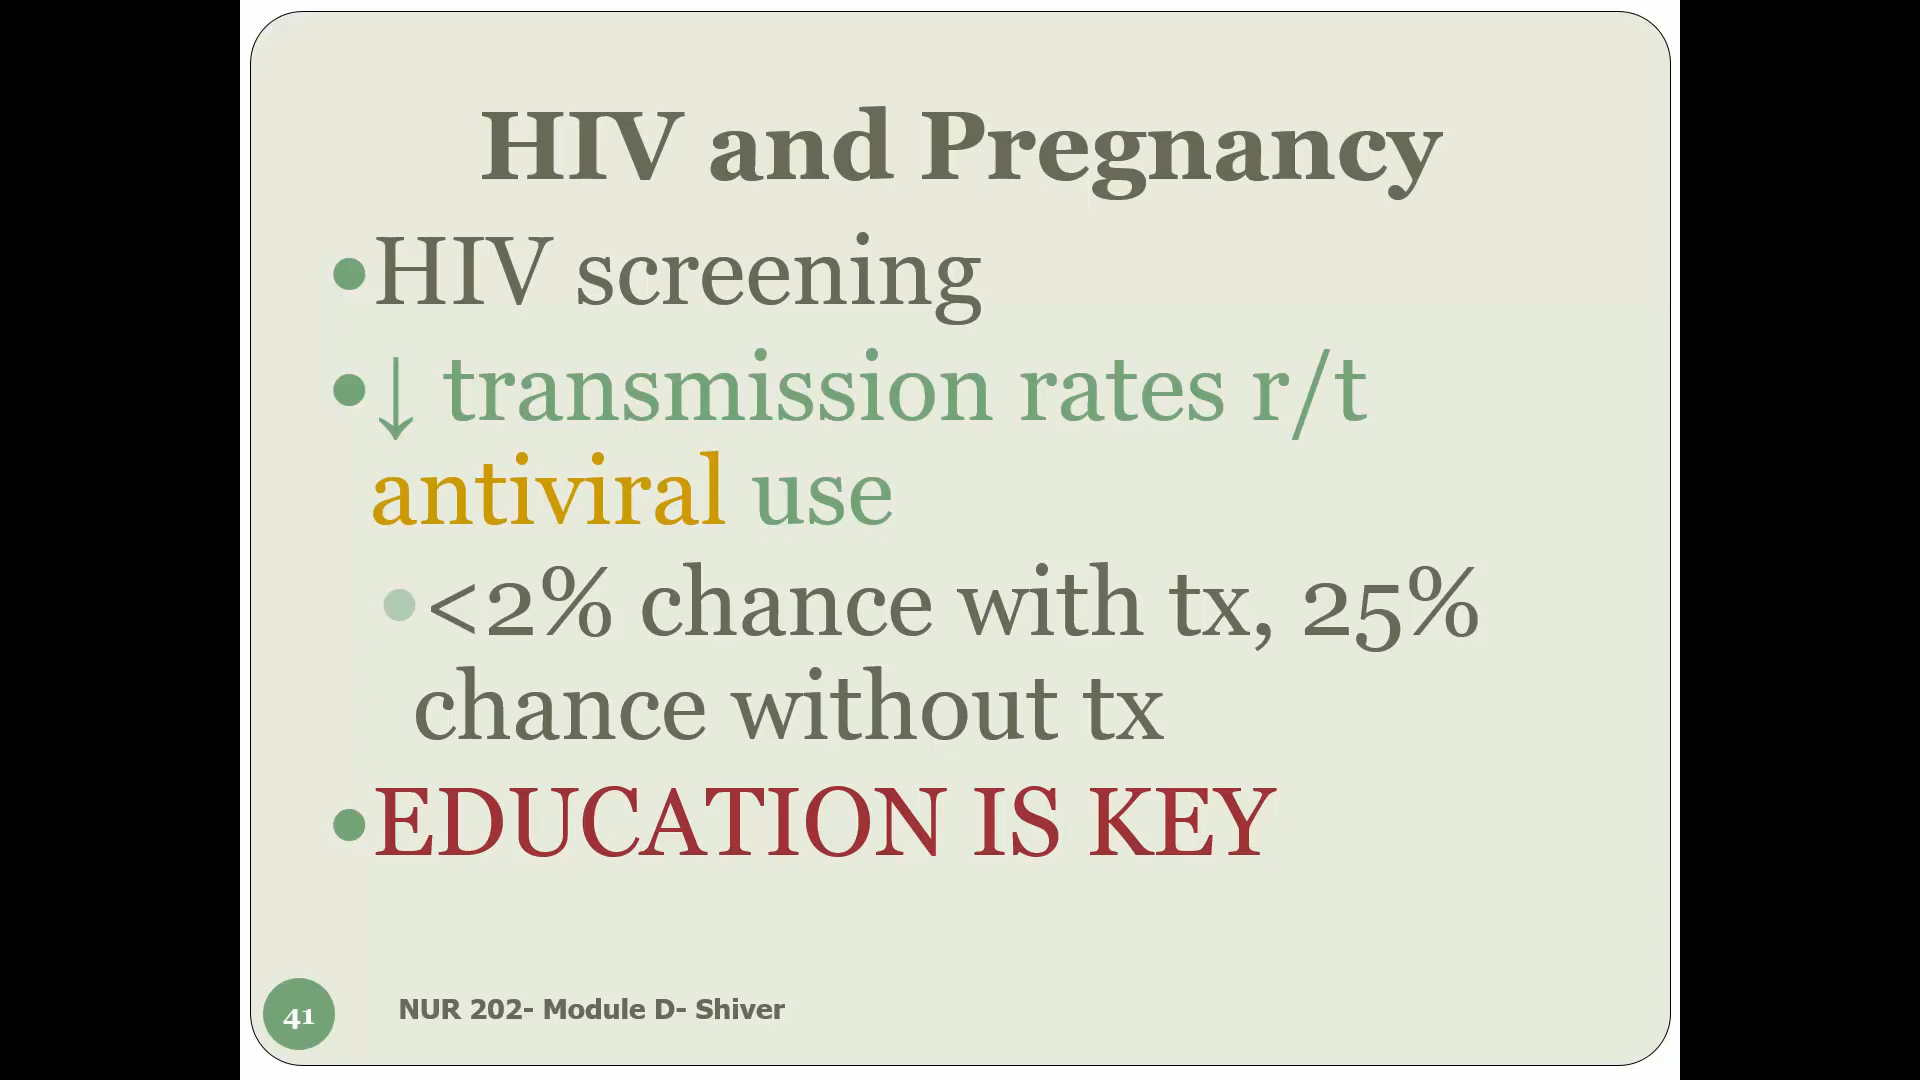 HIV and Pregnancy
•HIV screening
•↓ transmission rates r/t
antiviral use
•<2% chance with tx, 25%
chance without tx
•EDUCATION IS KEY
41
NUR 202- Module D- Shiver